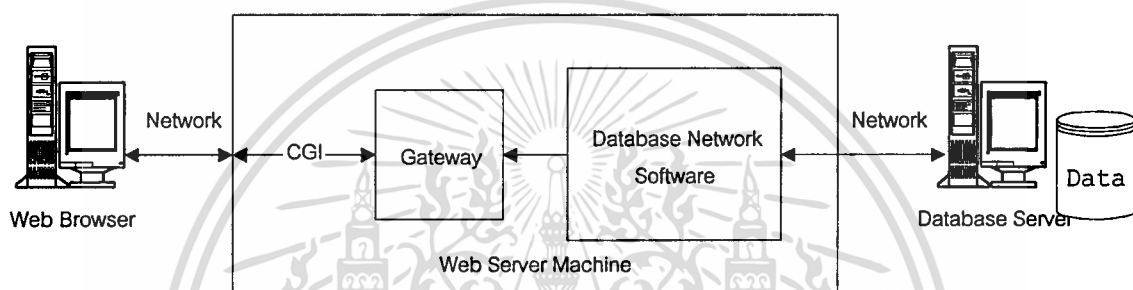 Network
CGI
Gateway
Database Network
Software
Network
Data
Web Browser
Database Server
Web Server Machine